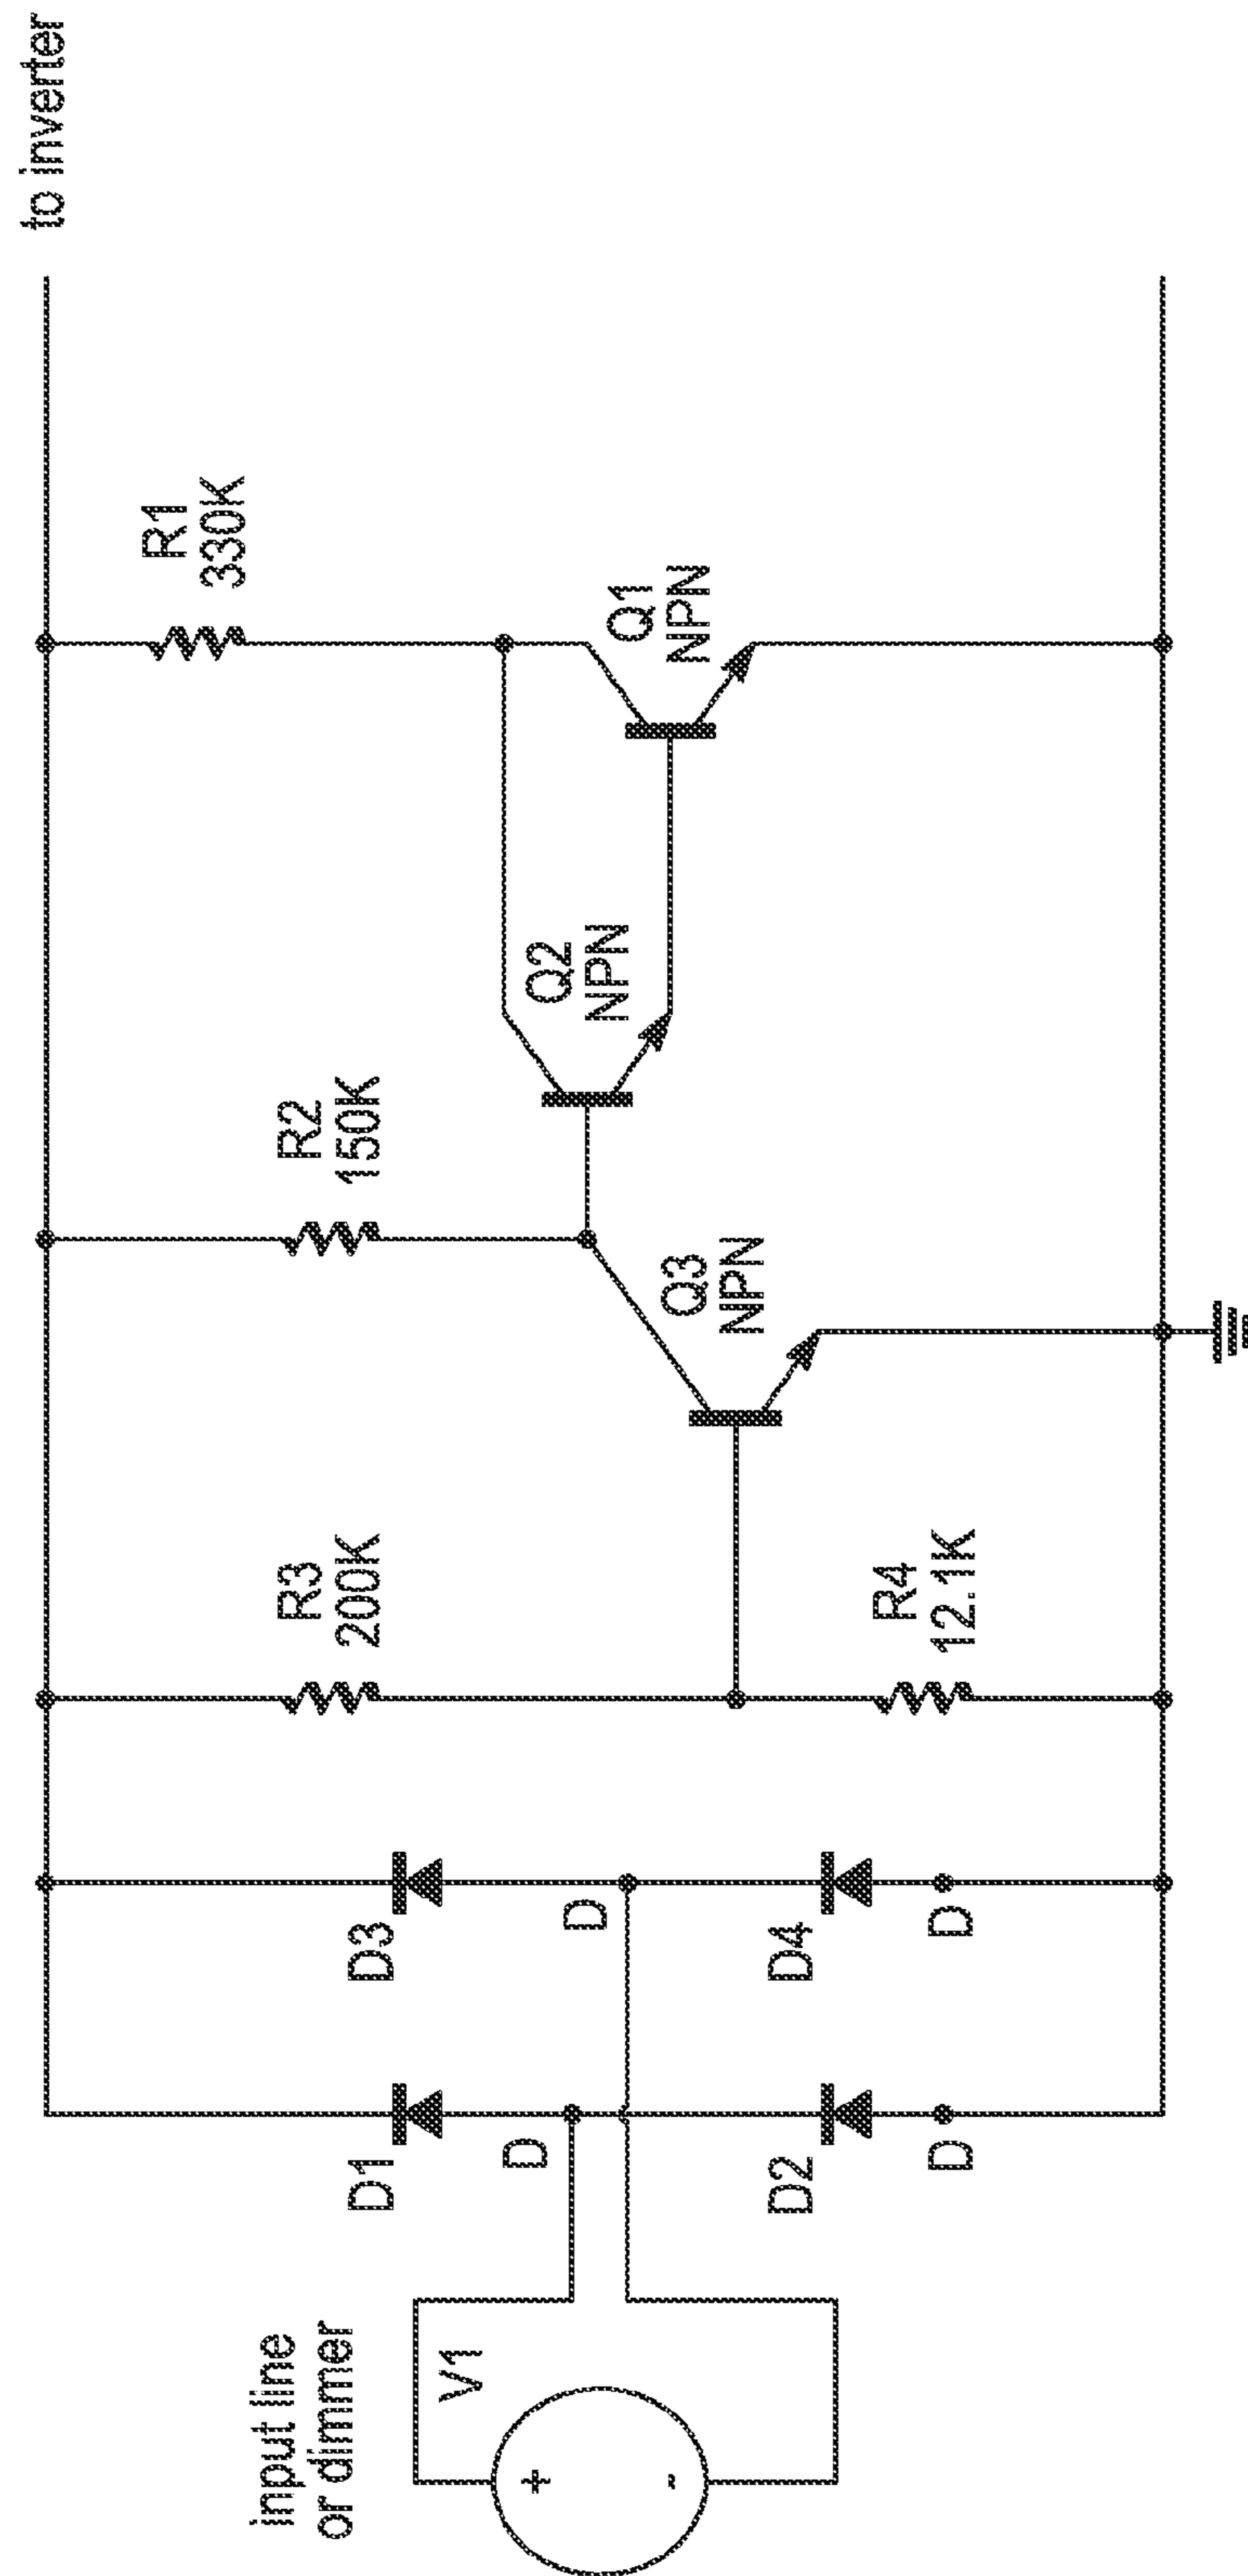 input line
or dimmer
V1
+
-
D1
D
D2
D
D3
D
D4
D
R3
200K
R4
12.1K
R2
150K
Q3
NPN
Q2
NPN
R1
330K
Q1
NPN
to inverter